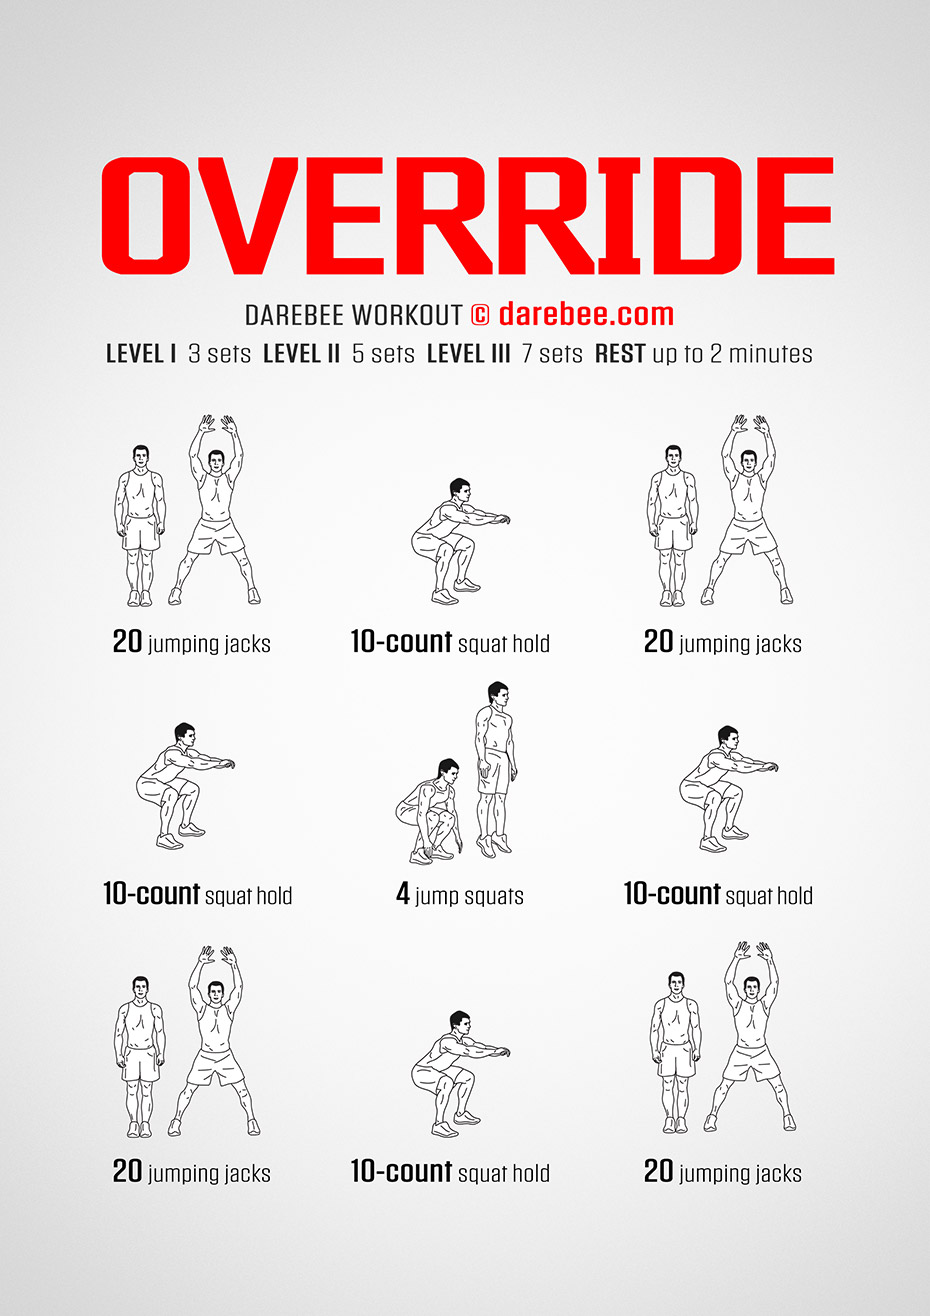 OVERRIDE
DAREBEE WORKOUT © darebee.com
LEVEL I 3 sets LEVEL II 5 sets LEVEL III 7 sets REST up to 2 minutes
20 jumping jacks
10-count squat hold
20 jumping jacks
10-count squat hold
4 jump squats
10-count squat hold
20 jumping jacks
10-count squat hold
20 jumping jacks